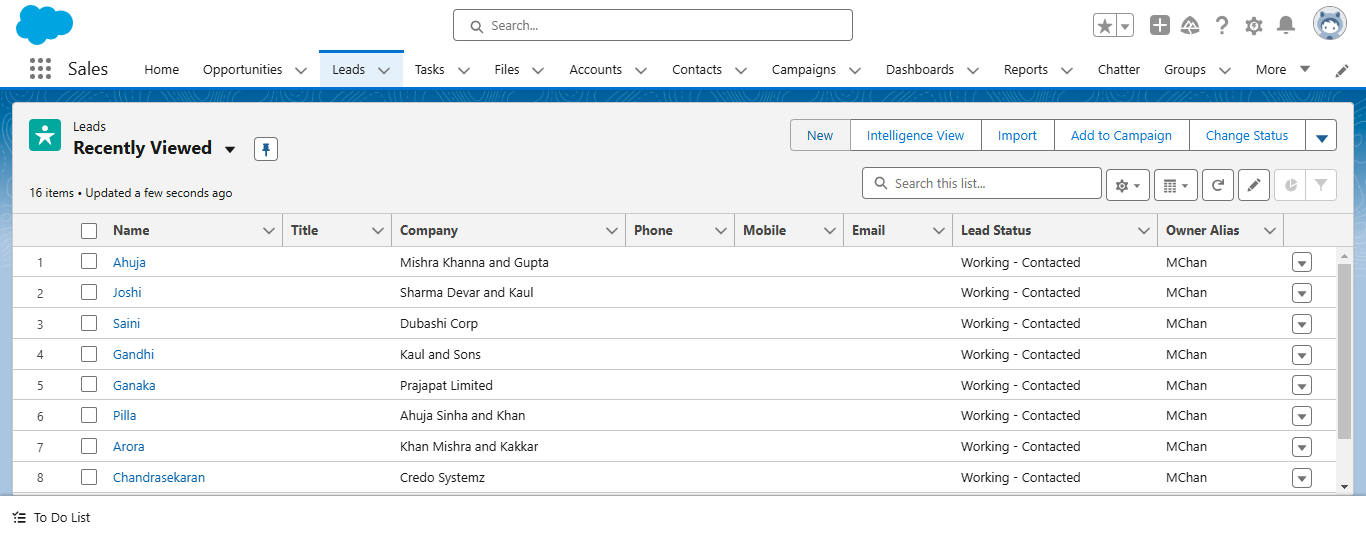 Search...
Sales Home Opportunities Leads Tasks Files Accounts Contacts Campaigns Dashboards Reports Chatter Groups More
Leads
Recently Viewed
New Intelligence View Import Add to Campaign Change Status
16 items • Updated a few seconds ago
Search this list...
Name Title Company Phone Mobile Email Lead Status Owner Alias
1 Ahuja Mishra Khanna and Gupta Working - Contacted MChan
2 Joshi Sharma Devar and Kaul Working - Contacted MChan
3 Saini Dubashi Corp Working - Contacted MChan
4 Gandhi Kaul and Sons Working - Contacted MChan
5 Ganaka Prajapat Limited Working - Contacted MChan
6 Pilla Ahuja Sinha and Khan Working - Contacted MChan
7 Arora Khan Mishra and Kakkar Working - Contacted MChan
8 Chandrasekaran Credo Systemz Working - Contacted MChan
To Do List